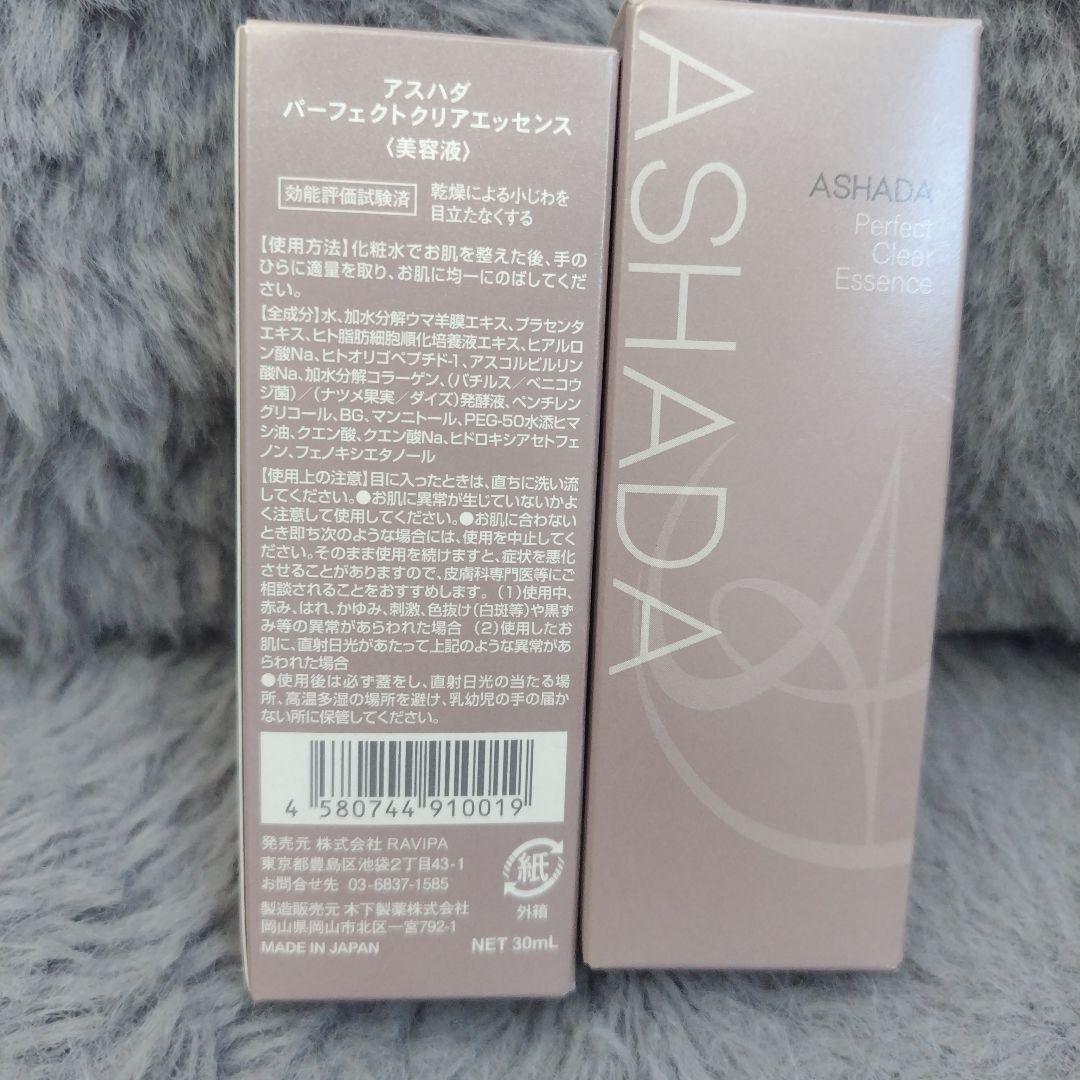 アスハダ
パーフェクトクリアエッセンス
〈美容液〉
効能評価試験済
乾燥による小じわを
目立たなくする
【使用方法】化粧水でお肌を整えた後、手の
ひらに適量を取り、お肌に均一にのばしてくだ
さい。
【全成分】水、加水分解ウマ羊膜エキス、プラセンタ
エキス、ヒト脂肪細胞順化培養液エキス、ヒアルロ
ン酸Na、ヒトオリゴペプチド-1、アスコルビルリン
酸Na、加水分解コラーゲン、(バチルス/ベニコウ
ジ菌)/(ナツメ果実/ダイズ)発酵液、ペンチレン
グリコール、BG、マンニトール、PEG-50水添ヒマ
シ油、クエン酸、クエン酸Na、ヒドロキシアセトフェ
ノン、フェノキシエタノール
【使用上の注意】目に入ったときは、直ちに洗い流
してください。●お肌に異常が生じていないかよ
く注意して使用してください。●お肌に合わない
とき即ち次のような場合には、使用を中止してく
ださい。そのまま使用を続けますと、症状を悪化
させることがありますので、皮膚科専門医等にご
相談されることをおすすめします。(1)使用中、
赤み、はれ、かゆみ、刺激、色抜け(白斑等)や黒ず
み等の異常があらわれた場合 (2)使用したお
肌に、直射日光があたって上記のような異常があ
らわれた場合
●使用後は必ず蓋をし、直射日光の当たる場
所、高温多湿の場所を避け、乳幼児の手の届か
ない所に保管してください。
4 580744 910019
発売元 株式会社 RAVIPA
東京都豊島区池袋2丁目43-1
お問合せ先 03-6837-1585
製造販売元 木下製薬株式会社
岡山県岡山市北区一宮792-1
MADE IN JAPAN
紙
外箱
NET 30mL
ASHADA
ASHADA
Perfect
Clear
Essence